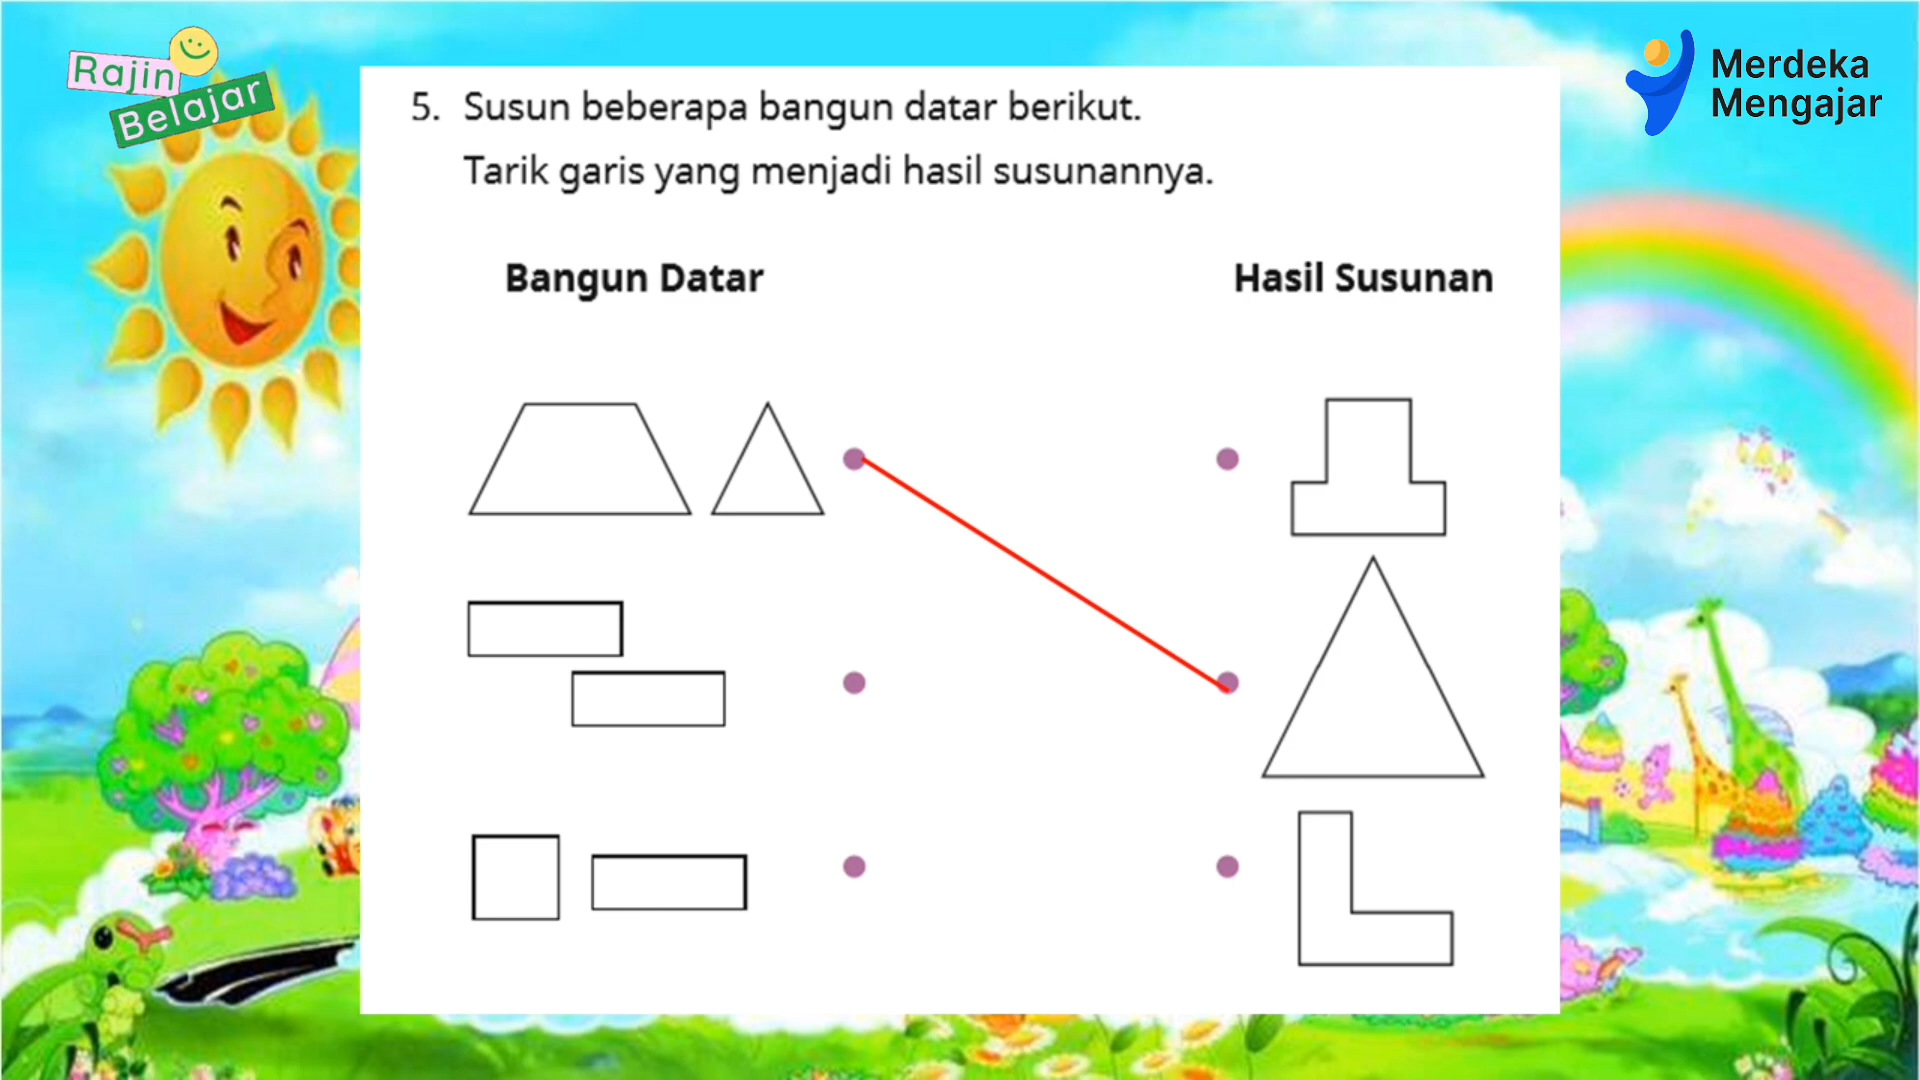 Rajin
Belajar
Merdeka
Mengajar
5. Susun beberapa bangun datar berikut.
Tarik garis yang menjadi hasil susunannya.
Bangun Datar
Hasil Susunan